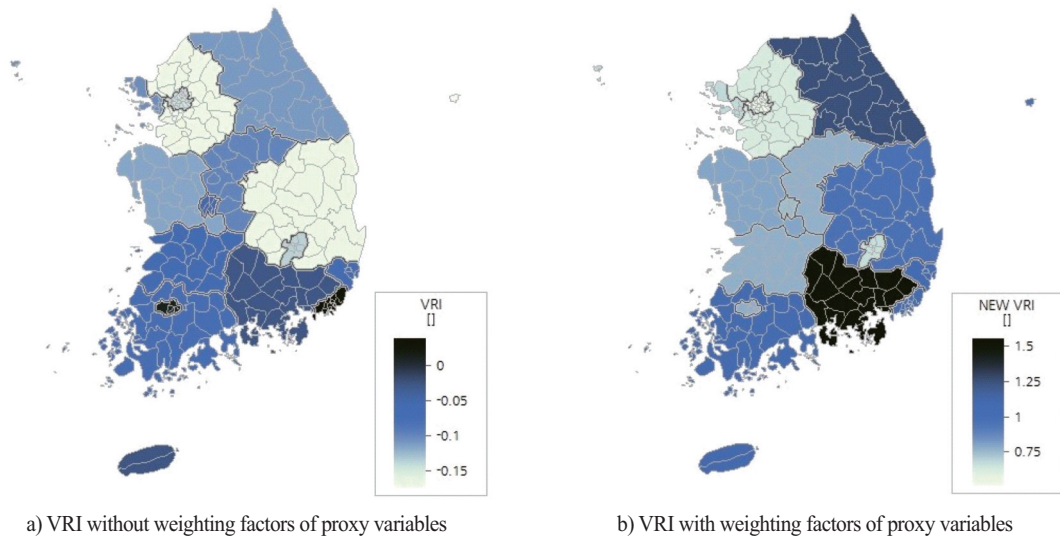 VRI
[]
0
-0.05
-0.1
-0.15
NEW VRI
[]
1.5
1.25
1
0.75
a) VRI without weighting factors of proxy variables
b) VRI with weighting factors of proxy variables